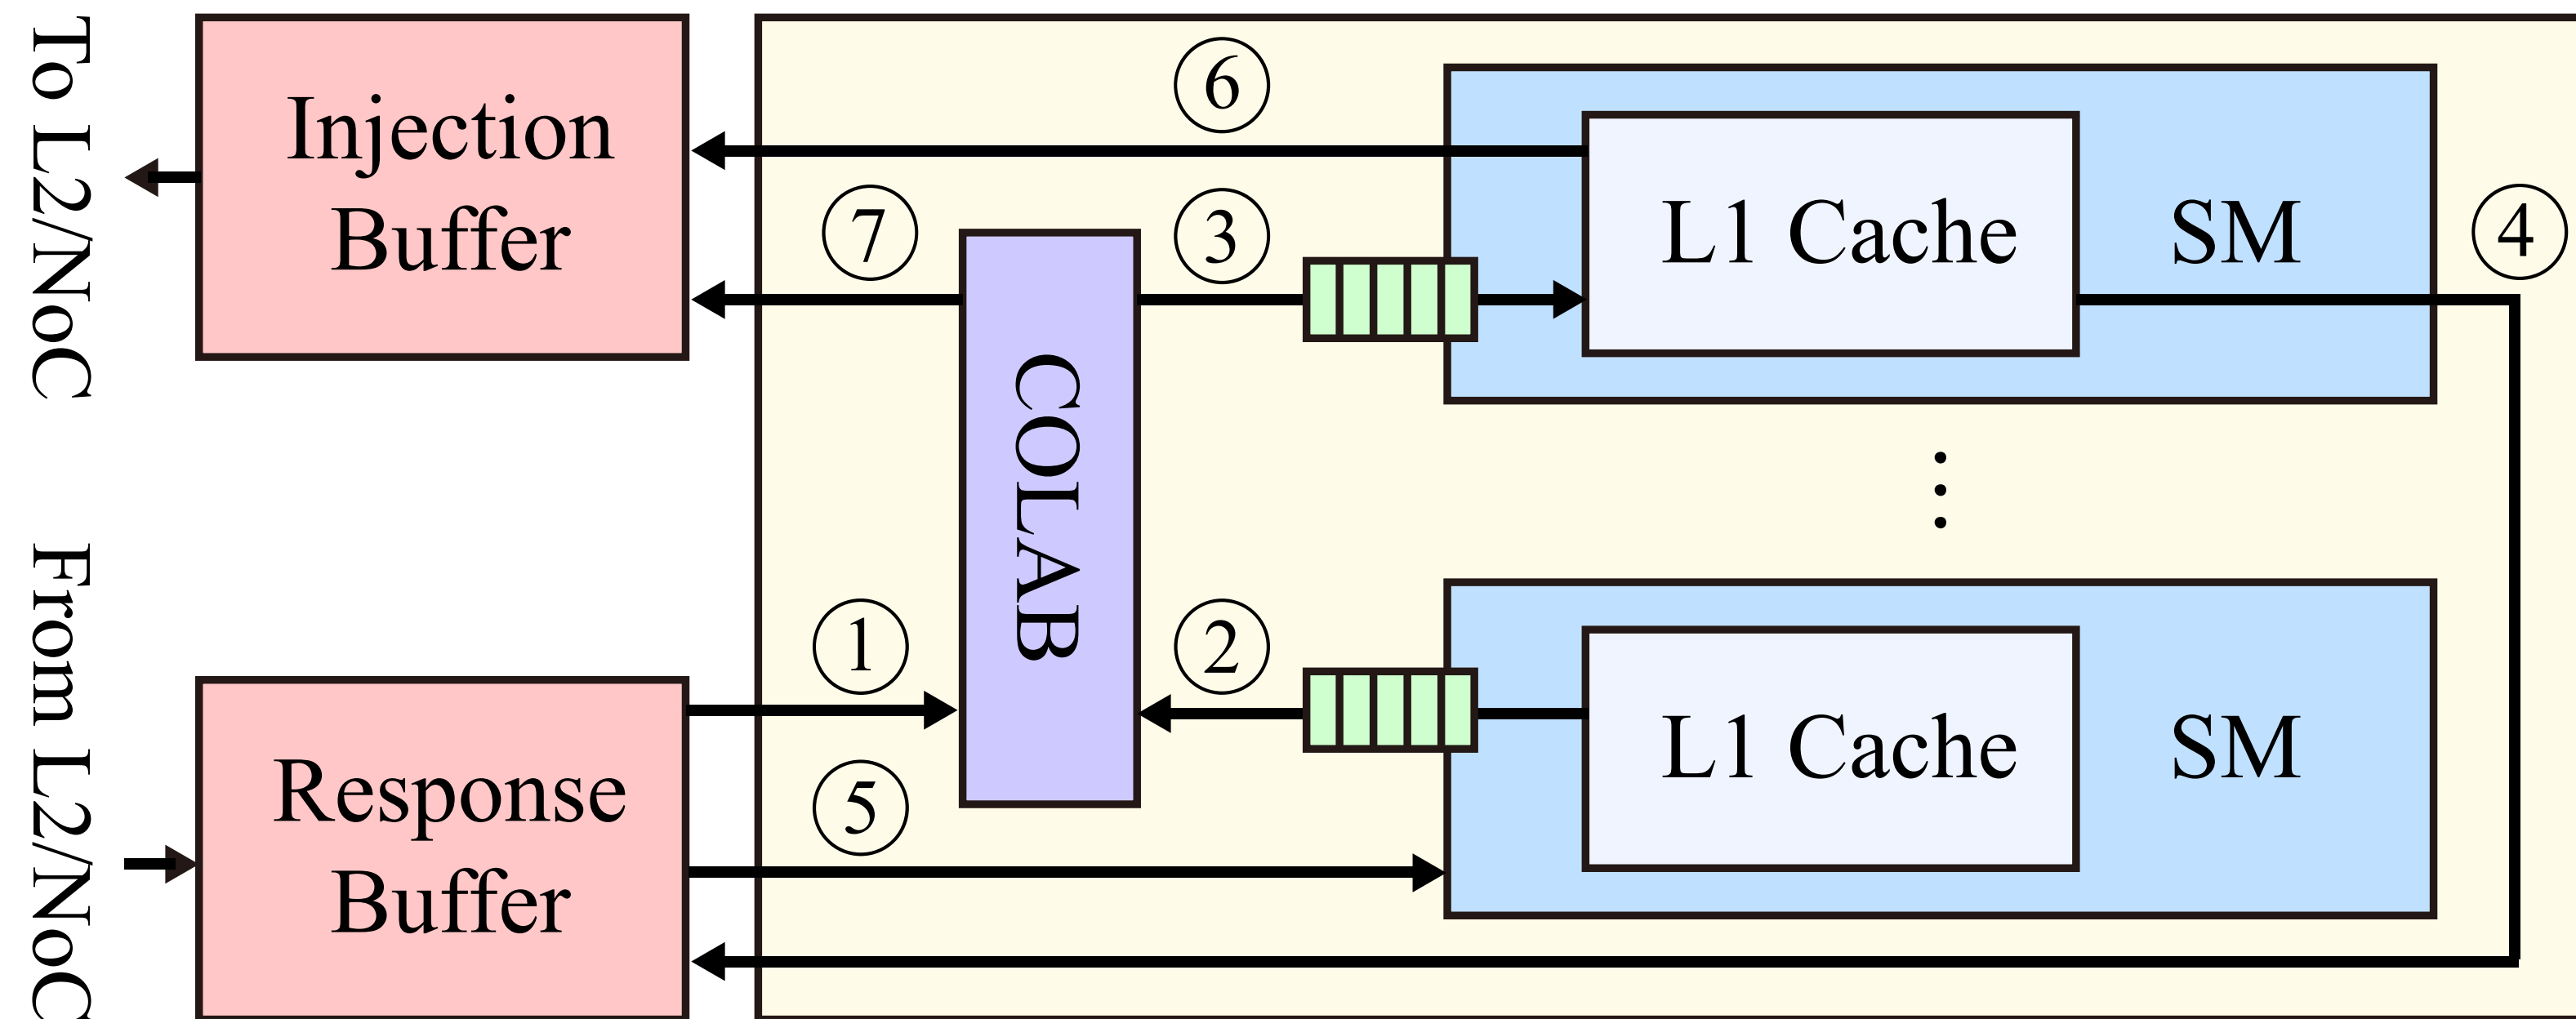 To L2/NoC
Injection
Buffer
⑥
⑦
③
L1 Cache
SM
④
COLAB
From L2/NoC
①
②
Response
Buffer
⑤
L1 Cache
SM